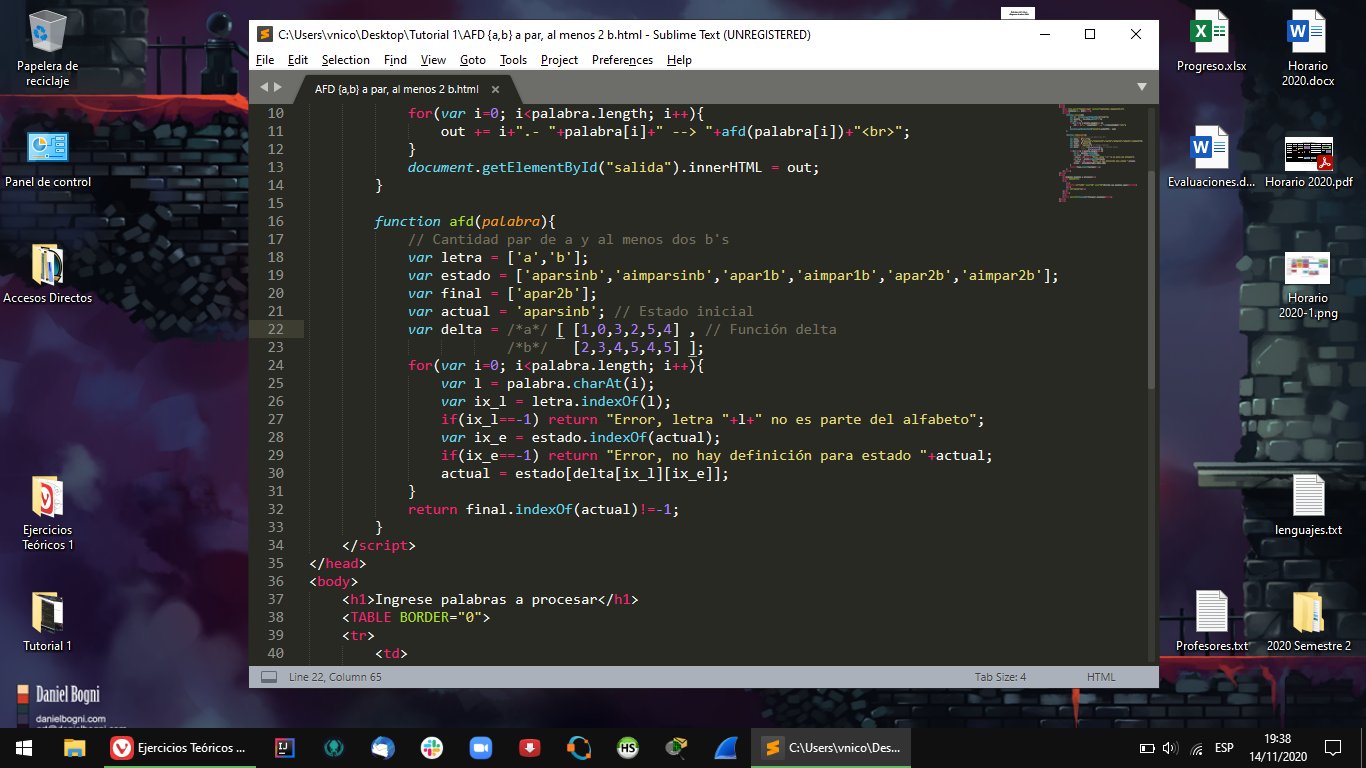 C:\Users\vnico\Desktop\Tutorial 1\AFD {a,b} a par, al menos 2 b.html - Sublime Text (UNREGISTERED)
File Edit Selection Find View Goto Tools Project Preferences Help
AFD {a,b} a par, al menos 2 b.html
10 for(var i=0; i<palabra.length; i++){
11 out += i+".- "+palabra[i]+" --> "+afd(palabra[i])+"<br>";
12 }
13 document.getElementById("salida").innerHTML = out;
14 }
15
16 function afd(palabra){
17 // Cantidad par de a y al menos dos b's
18 var letra = ['a','b'];
19 var estado = ['aparsinb','aimparsinb','apar1b','aimpar1b','apar2b','aimpar2b'];
20 var final = ['apar2b'];
21 var actual = 'aparsinb'; // Estado inicial
22 var delta = /*a*/ [ [1,0,3,2,5,4] , // Función delta
23 /*b*/ [2,3,4,5,4,5] ];
24 for(var i=0; i<palabra.length; i++){
25 var l = palabra.charAt(i);
26 var ix_l = letra.indexOf(l);
27 if(ix_l==-1) return "Error, letra "+l+" no es parte del alfabeto";
28 var ix_e = estado.indexOf(actual);
29 if(ix_e==-1) return "Error, no hay definición para estado "+actual;
30 actual = estado[delta[ix_l][ix_e]];
31 }
32 return final.indexOf(actual)!=-1;
33 }
34 </script>
35 </head>
36 <body>
37 <h1>Ingrese palabras a procesar</h1>
38 <TABLE BORDER="0">
39 <tr>
40 <td>
Line 22, Column 65 Tab Size: 4 HTML
Papelera de
reciclaje
Panel de control
Accesos Directos
Ejercicios
Teóricos 1
Tutorial 1
Daniel Bogni
danielbogni.com
Progreso.xlsx
Horario
2020.docx
Evaluaciones.d...
Horario 2020.pdf
Horario
2020-1.png
lenguajes.txt
Profesores.txt
2020 Semestre 2
Ejercicios Teóricos ...
IJ
HS
C:\Users\vnico\Des...
ESP
19:38
14/11/2020